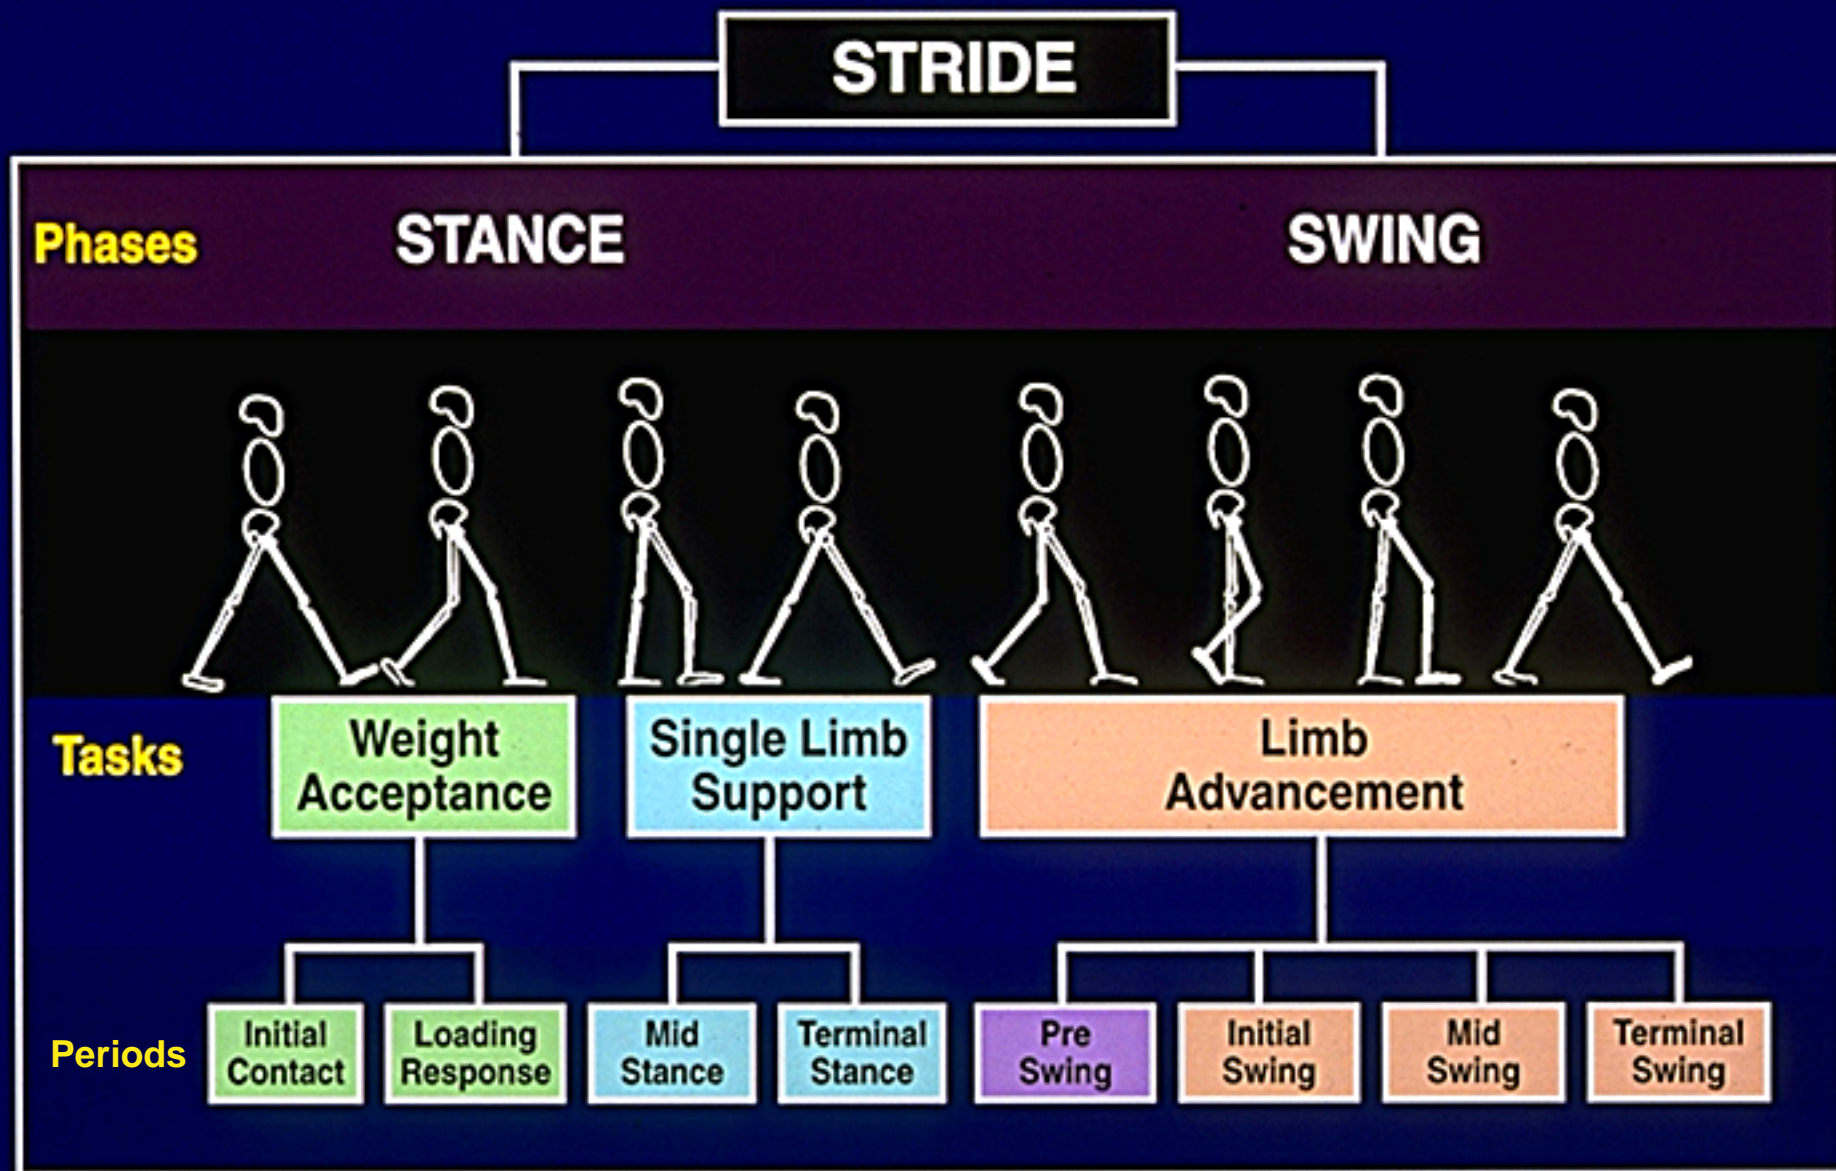 STRIDE
Phases
STANCE
SWING
Tasks
Weight
Acceptance
Single Limb
Support
Limb
Advancement
Periods
Initial
Contact
Loading
Response
Mid
Stance
Terminal
Stance
Pre
Swing
Initial
Swing
Mid
Swing
Terminal
Swing